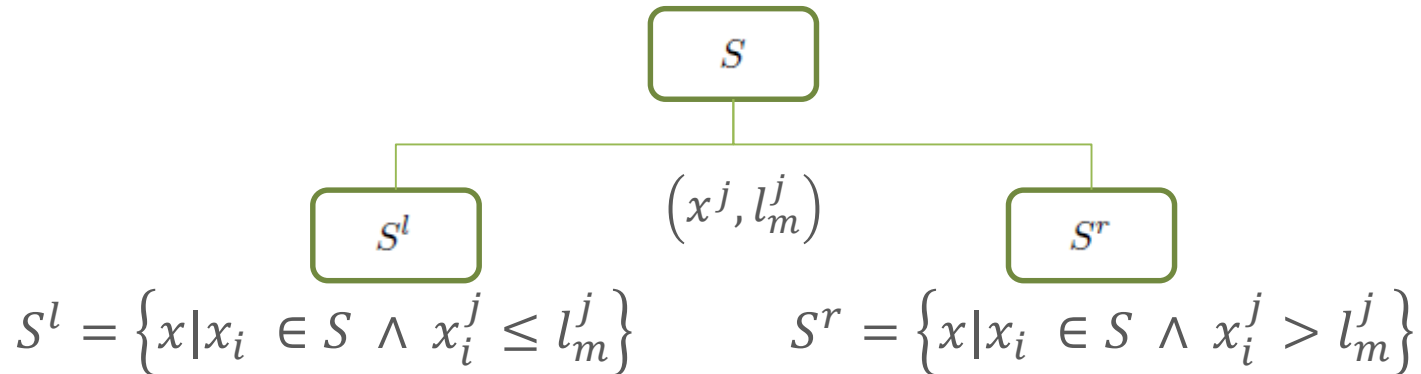 S
(x^j, l_m^j)
S^l S^r
S^l = {x|x_i ∈ S ∧ x_i^j ≤ l_m^j} S^r = {x|x_i ∈ S ∧ x_i^j > l_m^j}